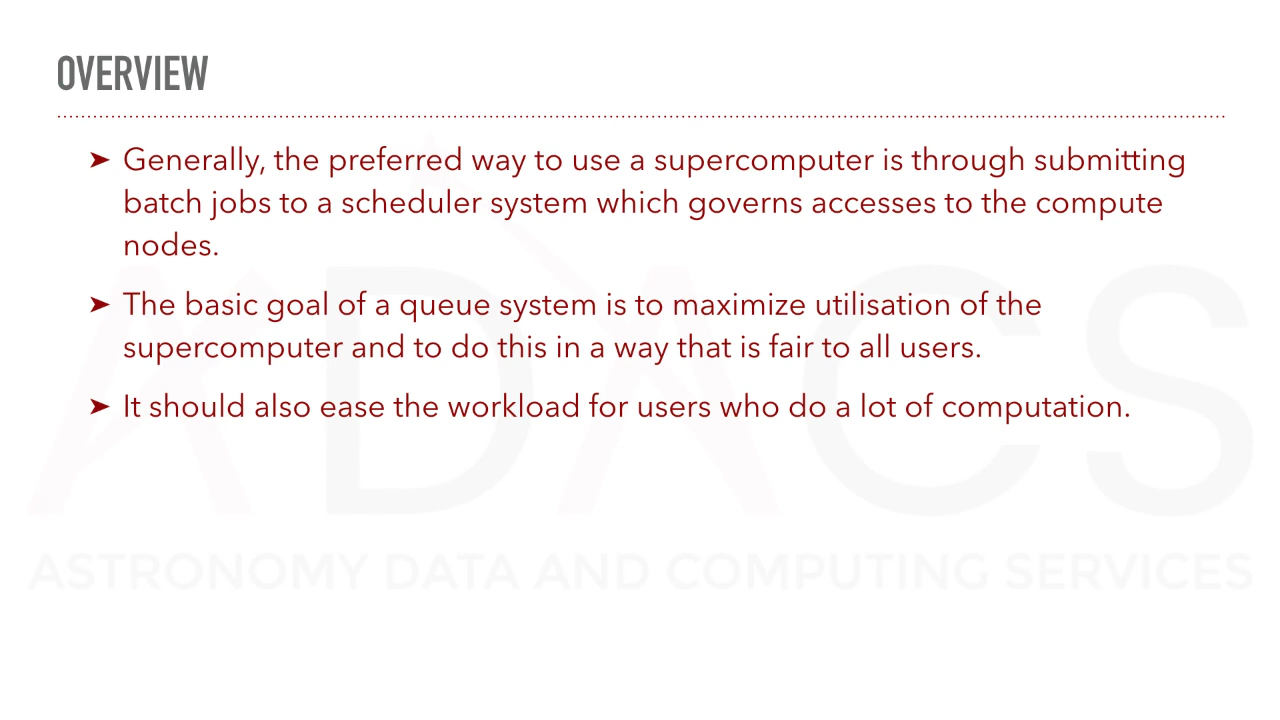 OVERVIEW
➤ Generally, the preferred way to use a supercomputer is through submitting
batch jobs to a scheduler system which governs accesses to the compute
nodes.
➤ The basic goal of a queue system is to maximize utilisation of the
supercomputer and to do this in a way that is fair to all users.
➤ It should also ease the workload for users who do a lot of computation.
ADACS
ASTRONOMY DATA AND COMPUTING SERVICES